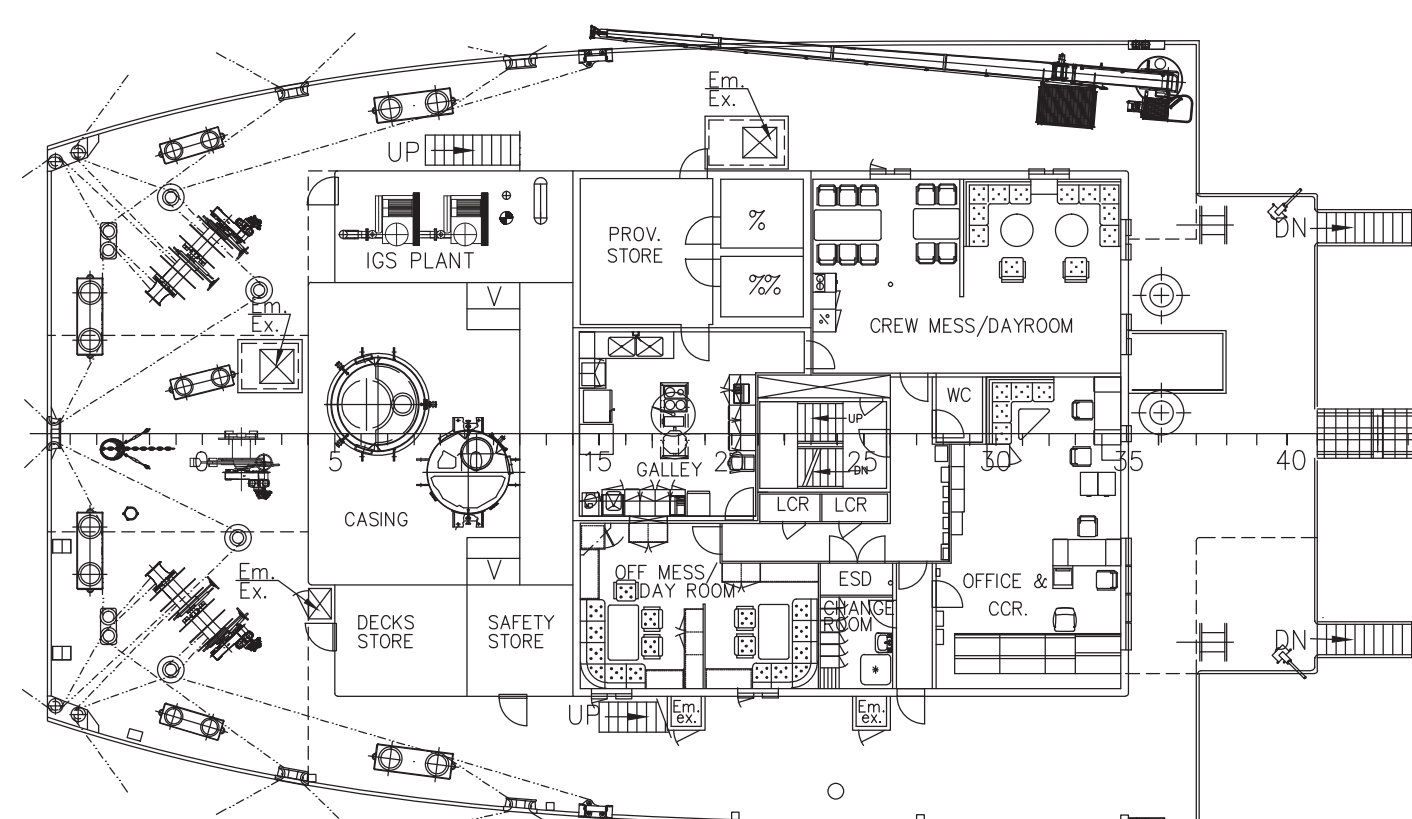 Em.
Ex.
UP
PROV.
STORE
%
IGS PLANT
%%
DN
V
Em.
Ex.
%
CREW MESS/DAYROOM
WC
UP
5
15
GALLEY
20
25
DN
30
35
40
CASING
LCR
LCR
V
Em.
Ex.
OFF MESS/
DAY ROOM
ESD
OFFICE &
CCR.
CHANGE
ROOM
DECKS
STORE
SAFETY
STORE
DN
UP
Em.
ex.
Em.
ex.